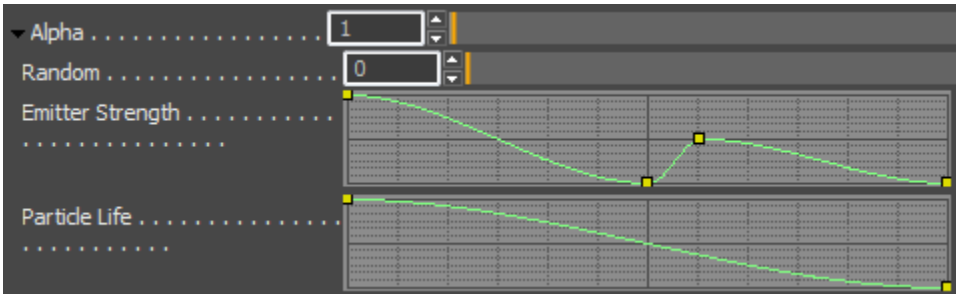 Alpha . . . . . . . . . . . . . . . . . . 1
Random . . . . . . . . . . . . . . . . . . 0
Emitter Strength . . . . . . . . . . .
. . . . . . . . . . . . . . .
Particle Life . . . . . . . . . . . . . . . .
. . . . . . . . . . .